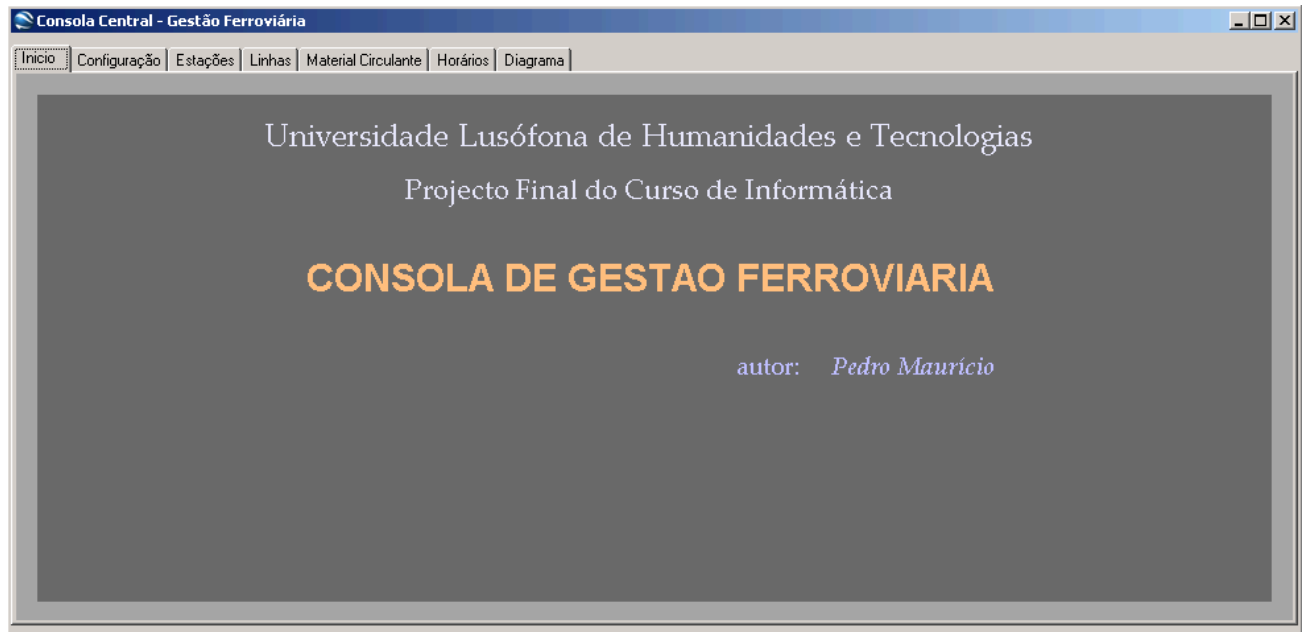 Consola Central - Gestão Ferroviária
Inicio Configuração Estações Linhas Material Circulante Horários Diagrama
Universidade Lusófona de Humanidades e Tecnologias
Projecto Final do Curso de Informática
CONSOLA DE GESTAO FERROVIARIA
autor: Pedro Maurício